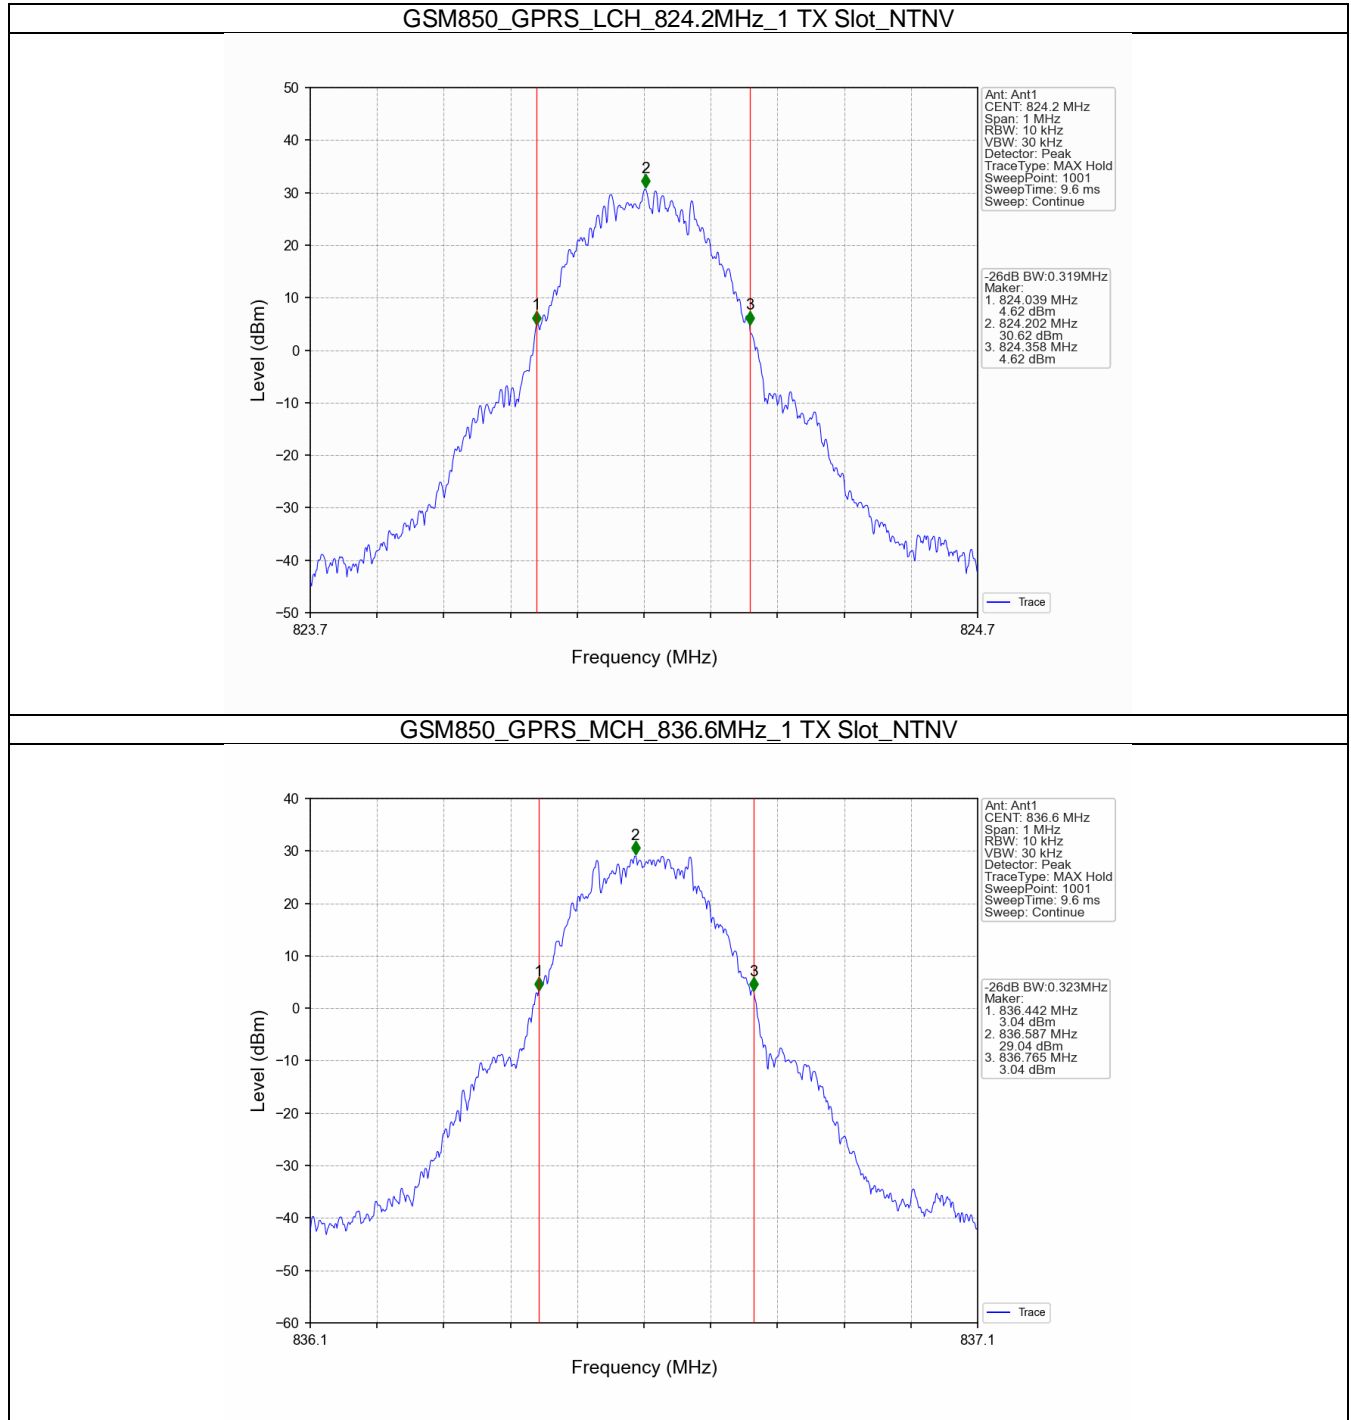 GSM850_GPRS_LCH_824.2MHz_1 TX Slot_NTNV
50
40
30
20
10
0
−10
−20
−30
−40
−50
Level (dBm)
1
2
3
823.7
824.7
Frequency (MHz)
Ant: Ant1
CENT: 824.2 MHz
Span: 1 MHz
RBW: 10 kHz
VBW: 30 kHz
Detector: Peak
TraceType: MAX Hold
SweepPoint: 1001
SweepTime: 9.6 ms
Sweep: Continue
-26dB BW:0.319MHz
Maker:
1. 824.039 MHz
4.62 dBm
2. 824.202 MHz
30.62 dBm
3. 824.358 MHz
4.62 dBm
Trace
GSM850_GPRS_MCH_836.6MHz_1 TX Slot_NTNV
40
30
20
10
0
−10
−20
−30
−40
−50
−60
Level (dBm)
1
2
3
836.1
837.1
Frequency (MHz)
Ant: Ant1
CENT: 836.6 MHz
Span: 1 MHz
RBW: 10 kHz
VBW: 30 kHz
Detector: Peak
TraceType: MAX Hold
SweepPoint: 1001
SweepTime: 9.6 ms
Sweep: Continue
-26dB BW:0.323MHz
Maker:
1. 836.442 MHz
3.04 dBm
2. 836.587 MHz
29.04 dBm
3. 836.765 MHz
3.04 dBm
Trace